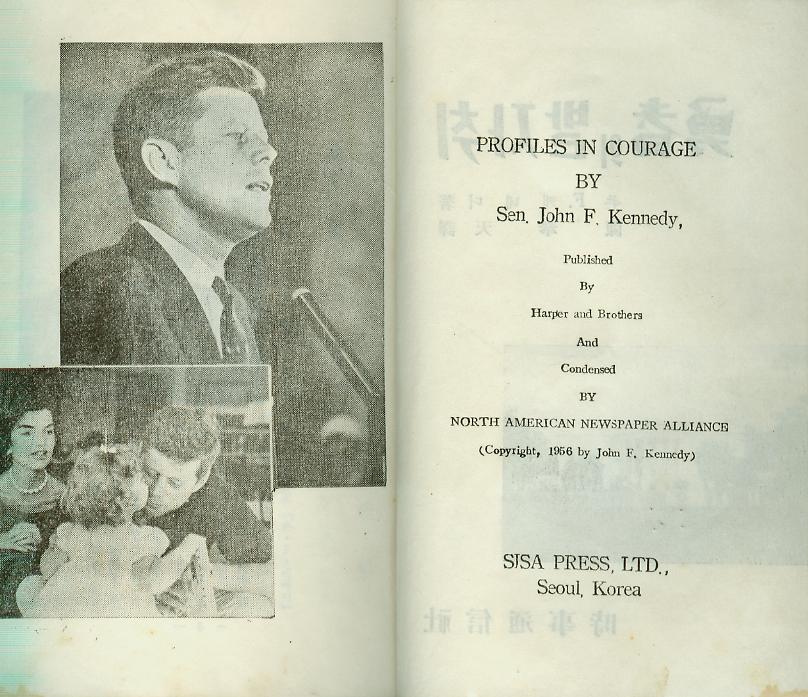 PROFILES IN COURAGE
BY
Sen. John F. Kennedy,
Published
By
Harper and Brothers
And
Condensed
BY
NORTH AMERICAN NEWSPAPER ALLIANCE
(Copyright, 1956 by John F. Kennedy)
SISA PRESS, LTD.,
Seoul, Korea